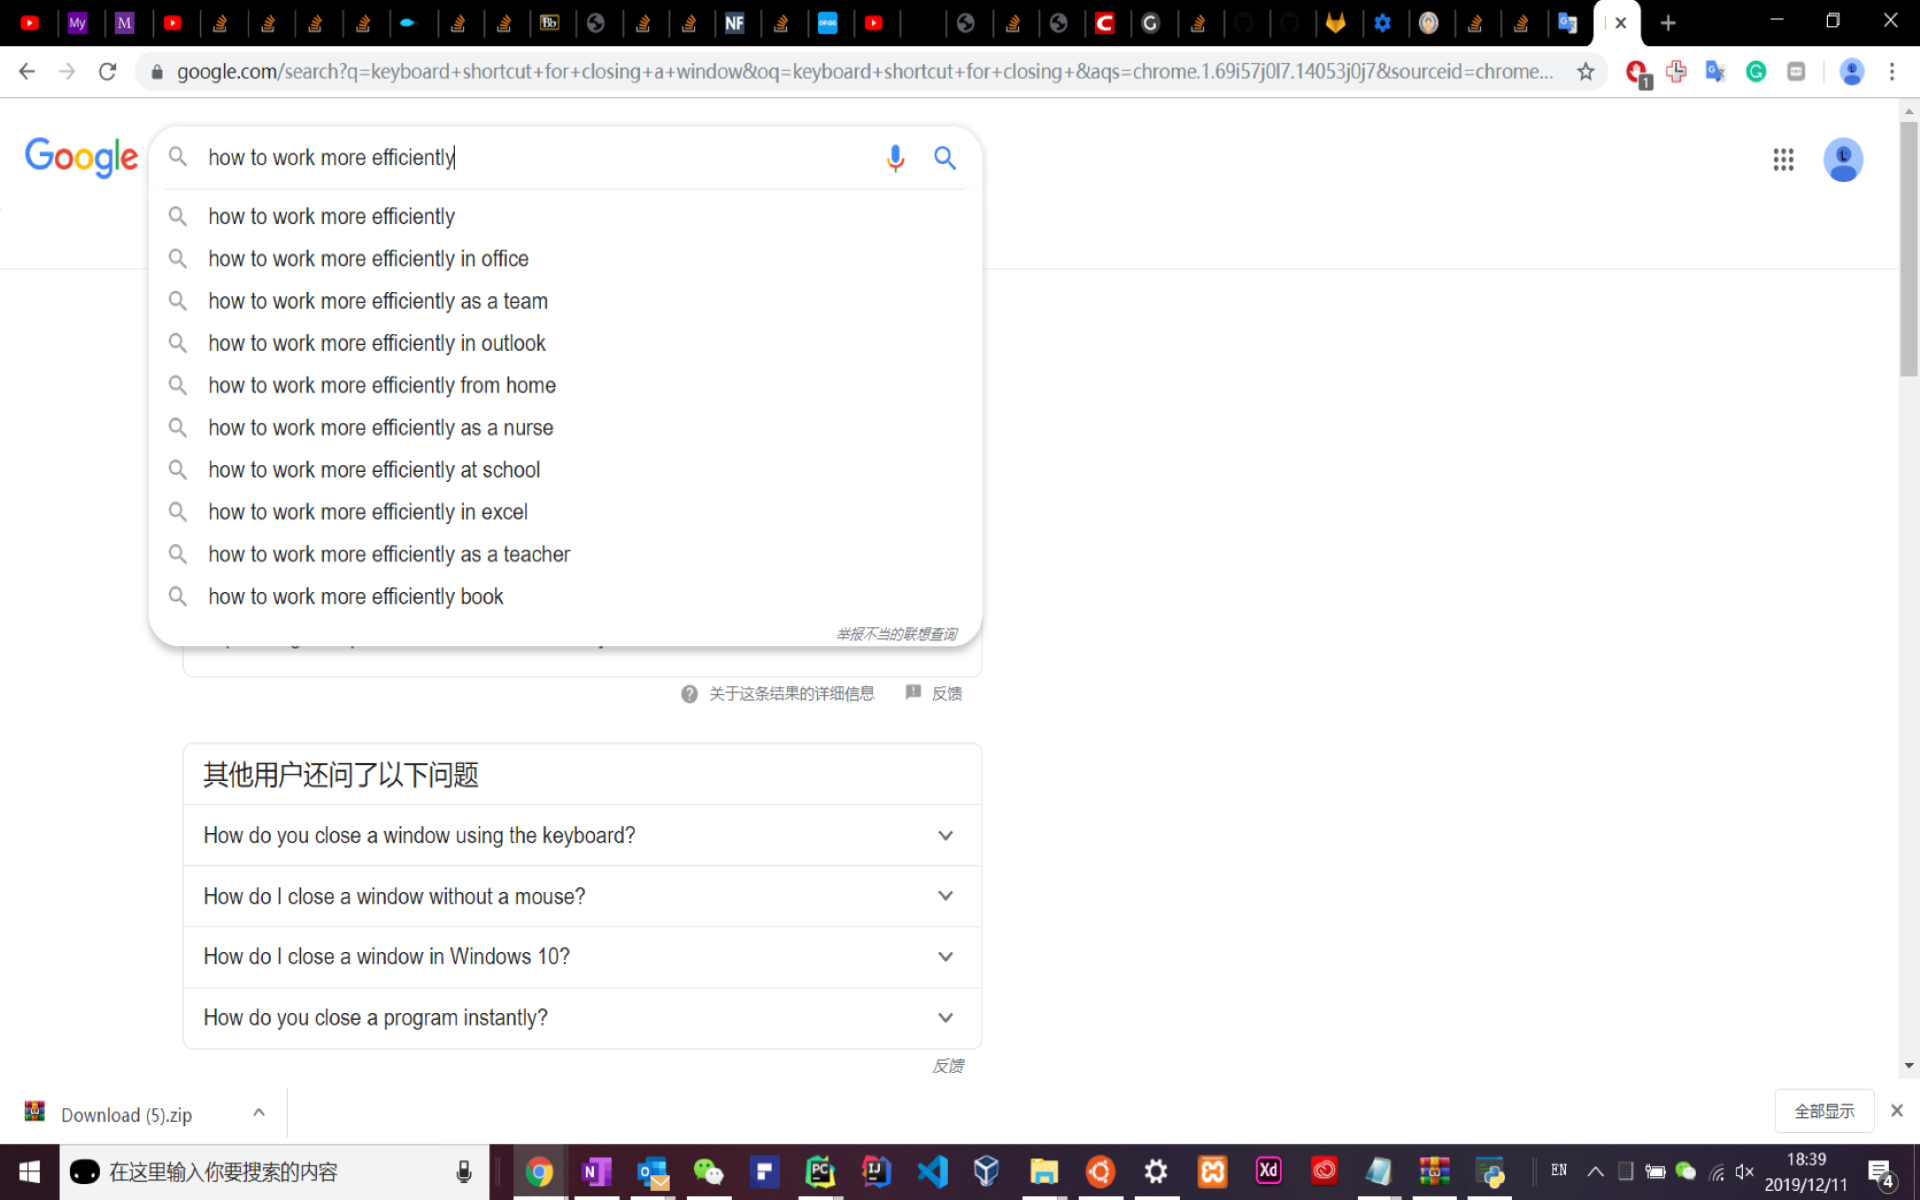 google.com/search?q=keyboard+shortcut+for+closing+a+window&oq=keyboard+shortcut+for+closing+&aqs=chrome.1.69i57j0l7.14053j0j7&sourceid=chrome...
1
Google
how to work more efficiently
how to work more efficiently
how to work more efficiently in office
how to work more efficiently as a team
how to work more efficiently in outlook
how to work more efficiently from home
how to work more efficiently as a nurse
how to work more efficiently at school
how to work more efficiently in excel
how to work more efficiently as a teacher
how to work more efficiently book
举报不当的联想查询
关于这条结果的详细信息 反馈
其他用户还问了以下问题
How do you close a window using the keyboard?
How do I close a window without a mouse?
How do I close a window in Windows 10?
How do you close a program instantly?
反馈
Download (5).zip
全部显示
在这里输入你要搜索的内容
EN
18:39
2019/12/11
4